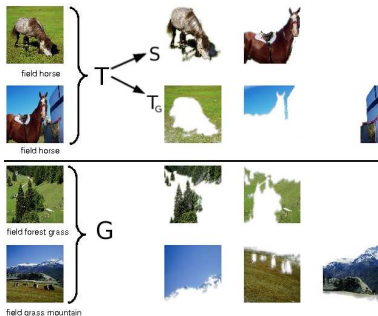 field horse
T
S
T_G
field horse
field forest grass
G
field grass mountain